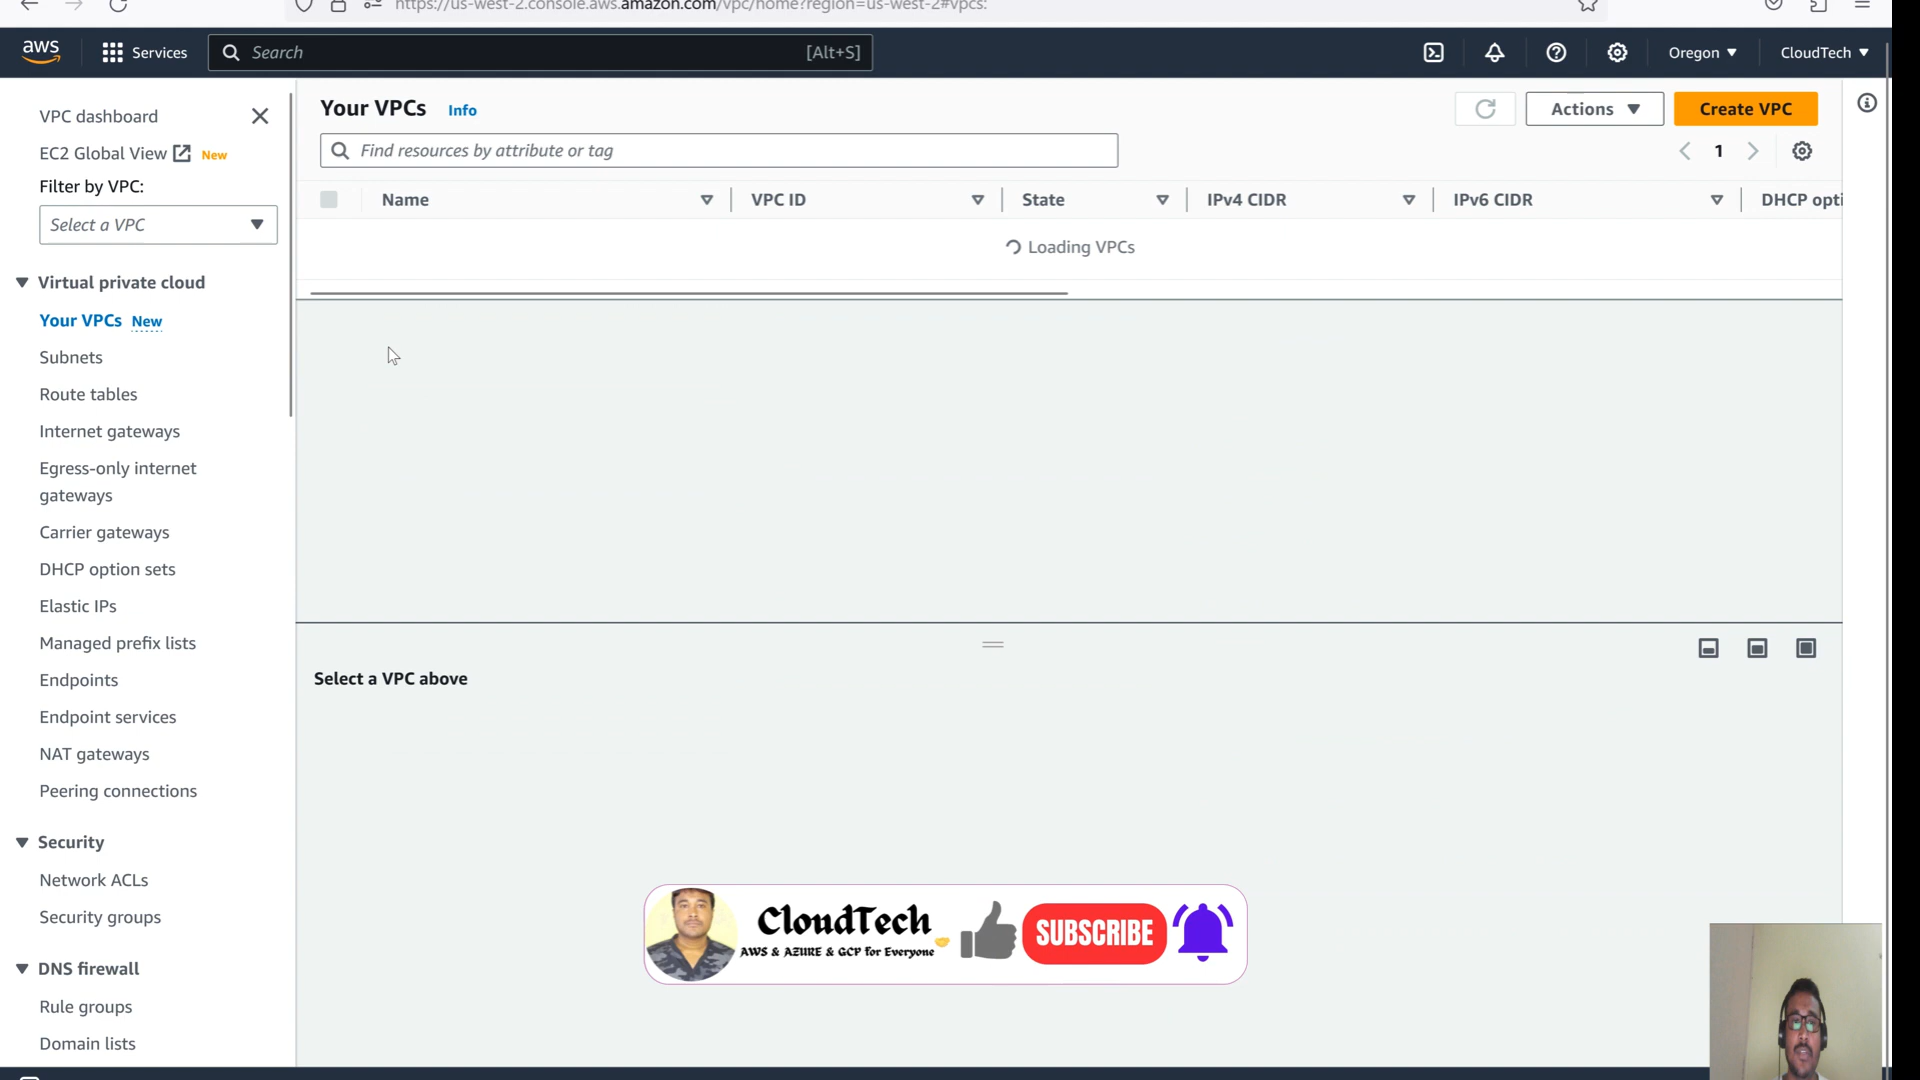 https://us-west-2.console.aws.amazon.com/vpc/home?region=us-west-2#vpcs:
aws
Services
Search
[Alt+S]
Oregon
CloudTech
VPC dashboard
EC2 Global View New
Filter by VPC:
Select a VPC
Virtual private cloud
Your VPCs New
Subnets
Route tables
Internet gateways
Egress-only internet
gateways
Carrier gateways
DHCP option sets
Elastic IPs
Managed prefix lists
Endpoints
Endpoint services
NAT gateways
Peering connections
Security
Network ACLs
Security groups
DNS firewall
Rule groups
Domain lists
Your VPCs Info
Actions
Create VPC
Find resources by attribute or tag
1
Name VPC ID State IPv4 CIDR IPv6 CIDR DHCP opti
Loading VPCs
Select a VPC above
CloudTech
AWS & AZURE & GCP for Everyone
SUBSCRIBE